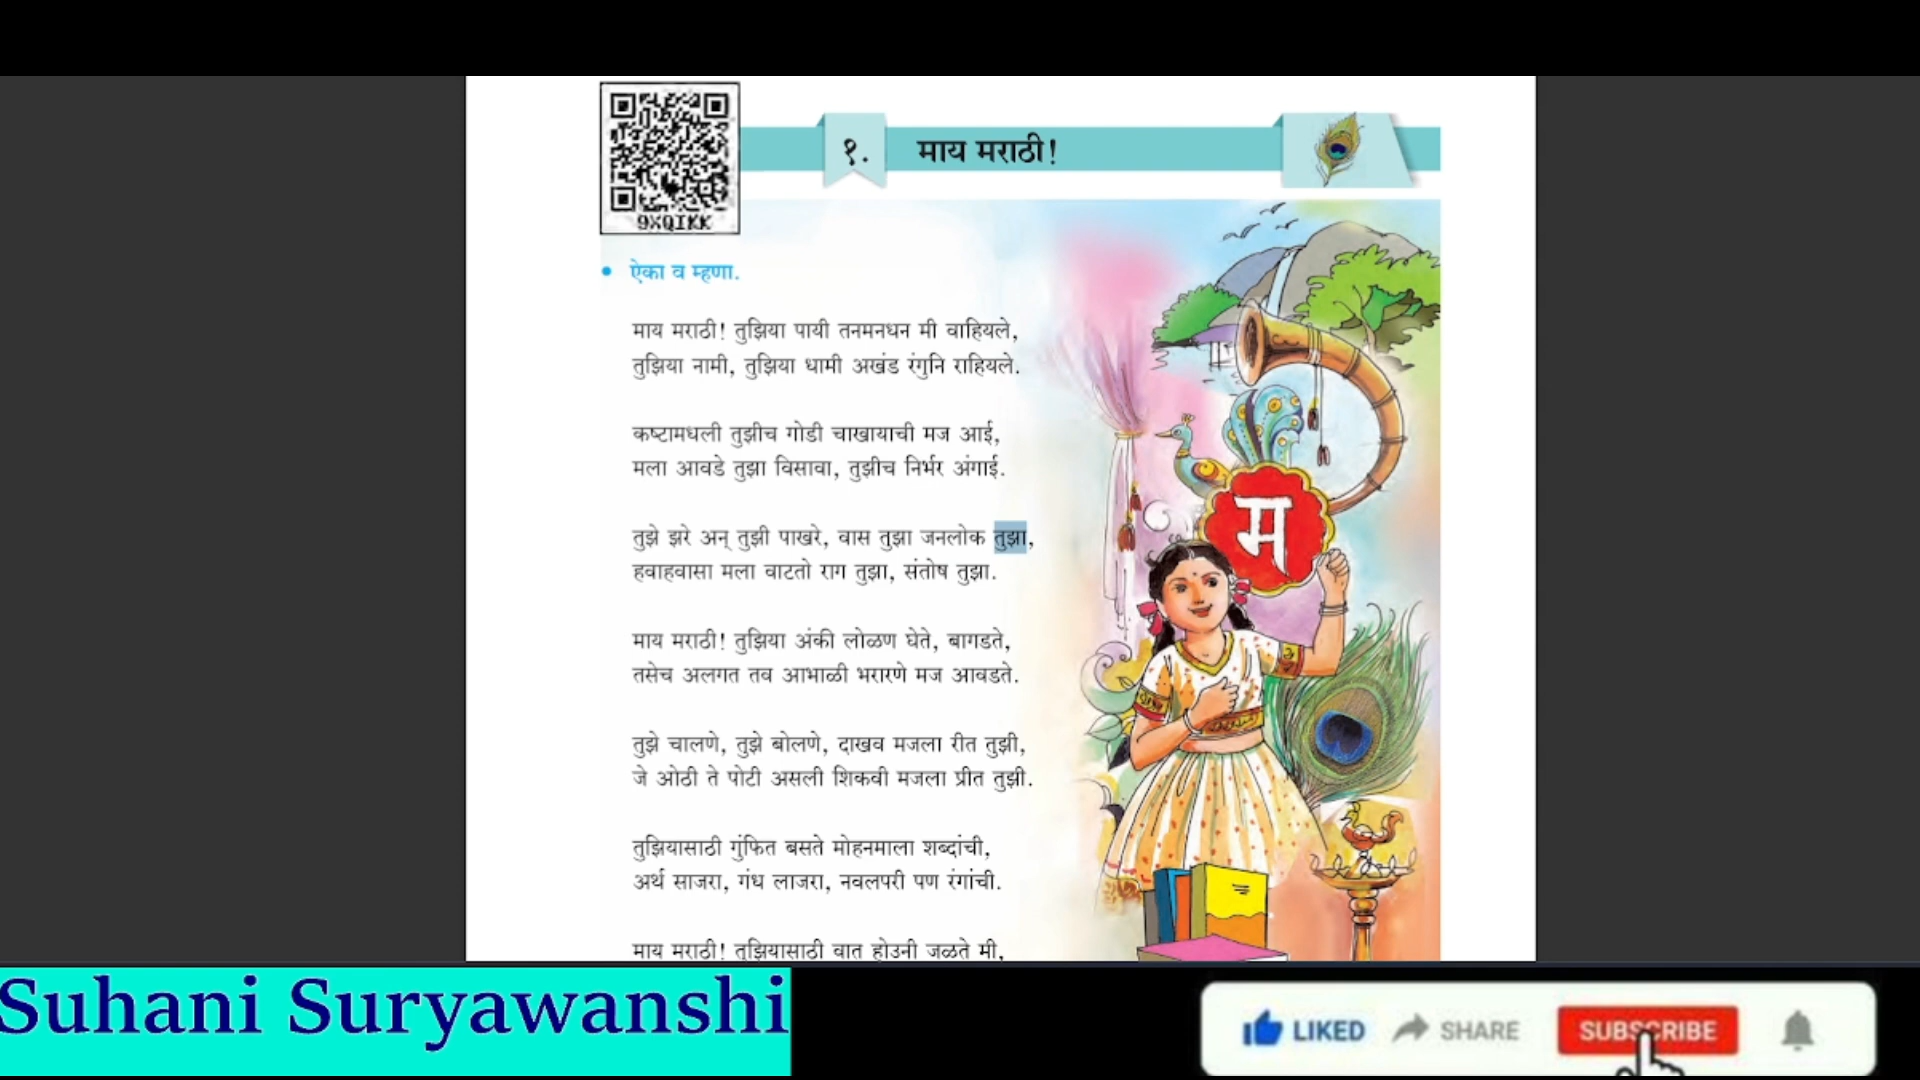 9XQIKK
१. माय मराठी!
• ऐका व म्हणा.
माय मराठी! तुझिया पायी तनमनधन मी वाहियले,
तुझिया नामी, तुझिया धामी अखंड रंगुनि राहियले.
कष्टामधली तुझीच गोडी चाखायाची मज आई,
मला आवडे तुझा विसावा, तुझीच निर्भर अंगाई.
तुझे झरे अन् तुझी पाखरे, वास तुझा जनलोक तुझा,
हवाहवासा मला वाटतो राग तुझा, संतोष तुझा.
म
माय मराठी! तुझिया अंकी लोळण घेते, बागडते,
तसेच अलगत तव आभाळी भरारणे मज आवडते.
तुझे चालणे, तुझे बोलणे, दाखव मजला रीत तुझी,
जे ओठी ते पोटी असली शिकवी मजला प्रीत तुझी.
तुझियासाठी गुंफित बसते मोहनमाला शब्दांची,
अर्थ साजरा, गंध लाजरा, नवलपरी पण रंगांची.
माय मराठी! तुझियासाठी वात होउनी जळते मी,
Suhani Suryawanshi
LIKED SHARE SUBSCRIBE